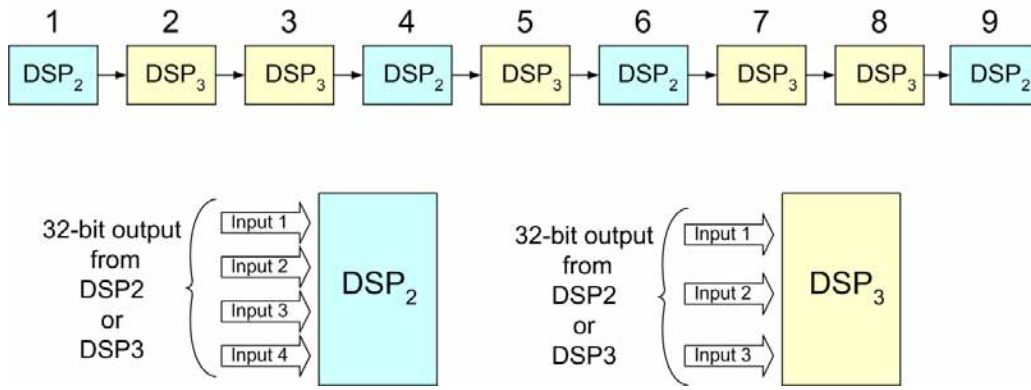 1 2 3 4 5 6 7 8 9
DSP2 DSP3 DSP3 DSP2 DSP3 DSP2 DSP3 DSP3 DSP2
32-bit output
from
DSP2
or
DSP3
Input 1
Input 2
Input 3
Input 4
DSP2
32-bit output
from
DSP2
or
DSP3
Input 1
Input 2
Input 3
DSP3